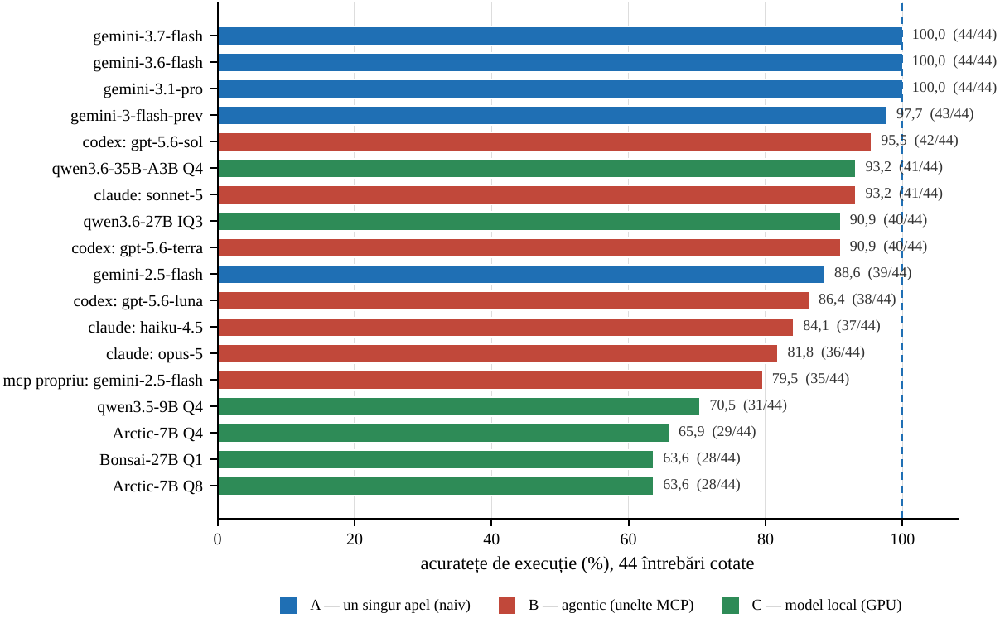 gemini-3.7-flash 100,0 (44/44)
gemini-3.6-flash 100,0 (44/44)
gemini-3.1-pro 100,0 (44/44)
gemini-3-flash-prev 97,7 (43/44)
codex: gpt-5.6-sol 95,5 (42/44)
qwen3.6-35B-A3B Q4 93,2 (41/44)
claude: sonnet-5 93,2 (41/44)
qwen3.6-27B IQ3 90,9 (40/44)
codex: gpt-5.6-terra 90,9 (40/44)
gemini-2.5-flash 88,6 (39/44)
codex: gpt-5.6-luna 86,4 (38/44)
claude: haiku-4.5 84,1 (37/44)
claude: opus-5 81,8 (36/44)
mcp propriu: gemini-2.5-flash 79,5 (35/44)
qwen3.5-9B Q4 70,5 (31/44)
Arctic-7B Q4 65,9 (29/44)
Bonsai-27B Q1 63,6 (28/44)
Arctic-7B Q8 63,6 (28/44)
0 20 40 60 80 100
acuratețe de execuție (%), 44 întrebări cotate
A — un singur apel (naiv) B — agentic (unelte MCP) C — model local (GPU)